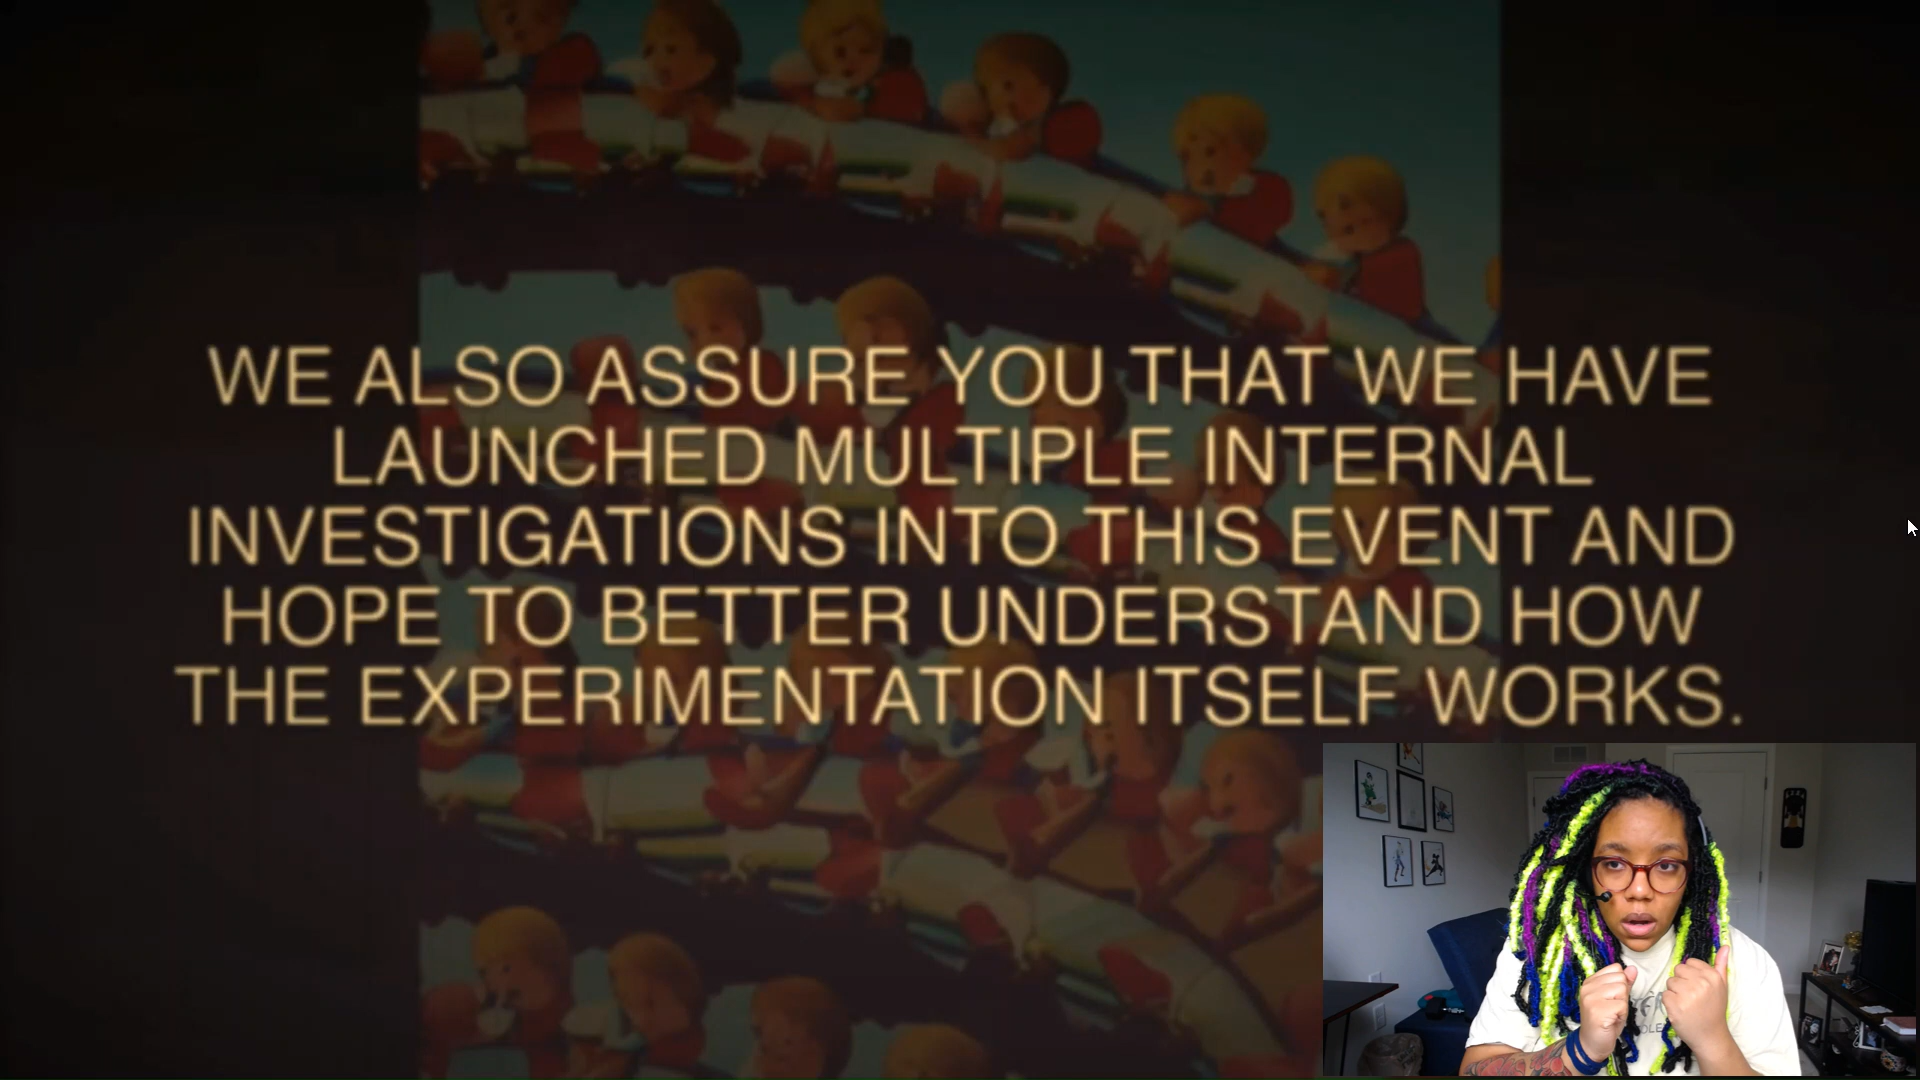 WE ALSO ASSURE YOU THAT WE HAVE
LAUNCHED MULTIPLE INTERNAL
INVESTIGATIONS INTO THIS EVENT AND
HOPE TO BETTER UNDERSTAND HOW
THE EXPERIMENTATION ITSELF WORKS.